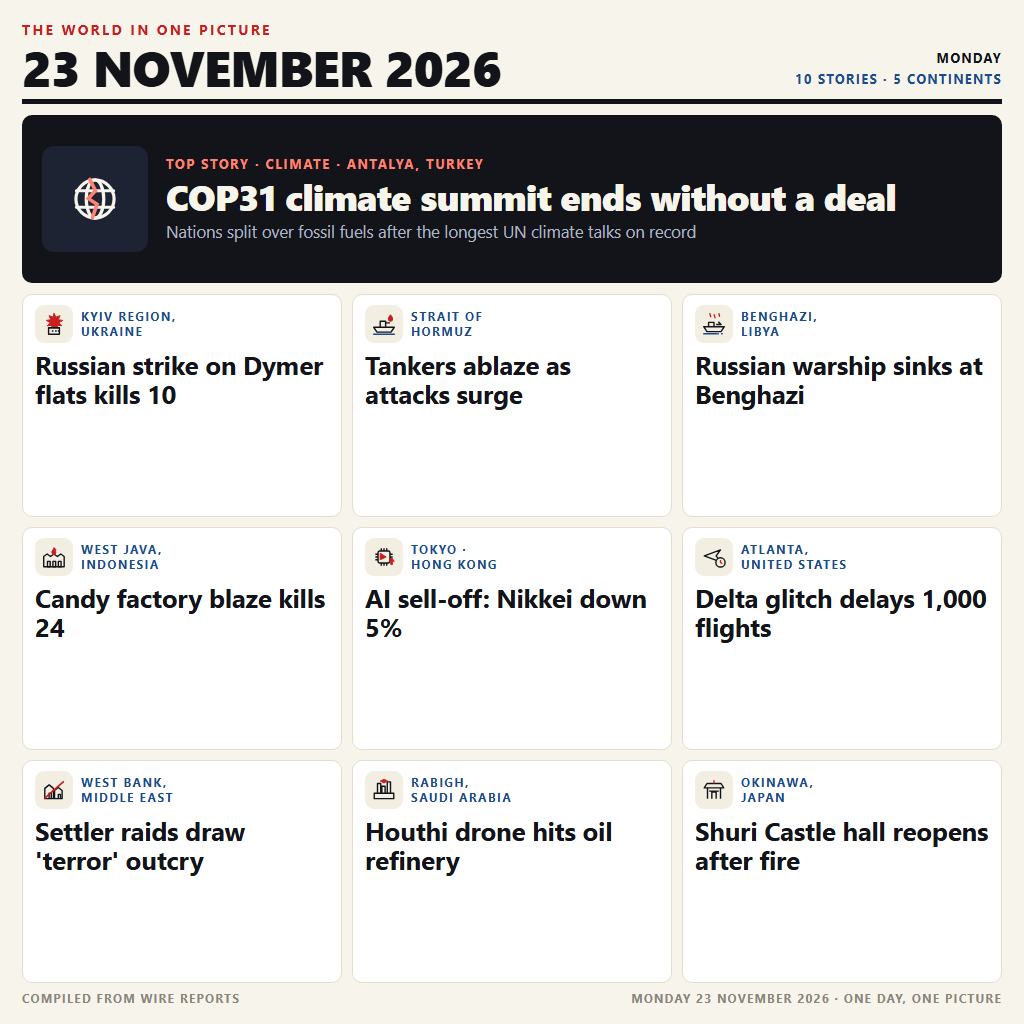 THE WORLD IN ONE PICTURE
23 NOVEMBER 2026
MONDAY
10 STORIES · 5 CONTINENTS
TOP STORY · CLIMATE · ANTALYA, TURKEY
COP31 climate summit ends without a deal
Nations split over fossil fuels after the longest UN climate talks on record
KYIV REGION,
UKRAINE
Russian strike on Dymer
flats kills 10
STRAIT OF
HORMUZ
Tankers ablaze as
attacks surge
BENGHAZI,
LIBYA
Russian warship sinks at
Benghazi
WEST JAVA,
INDONESIA
Candy factory blaze kills
24
TOKYO ·
HONG KONG
AI sell-off: Nikkei down
5%
ATLANTA,
UNITED STATES
Delta glitch delays 1,000
flights
WEST BANK,
MIDDLE EAST
Settler raids draw
'terror' outcry
RABIGH,
SAUDI ARABIA
Houthi drone hits oil
refinery
OKINAWA,
JAPAN
Shuri Castle hall reopens
after fire
COMPILED FROM WIRE REPORTS
MONDAY 23 NOVEMBER 2026 · ONE DAY, ONE PICTURE